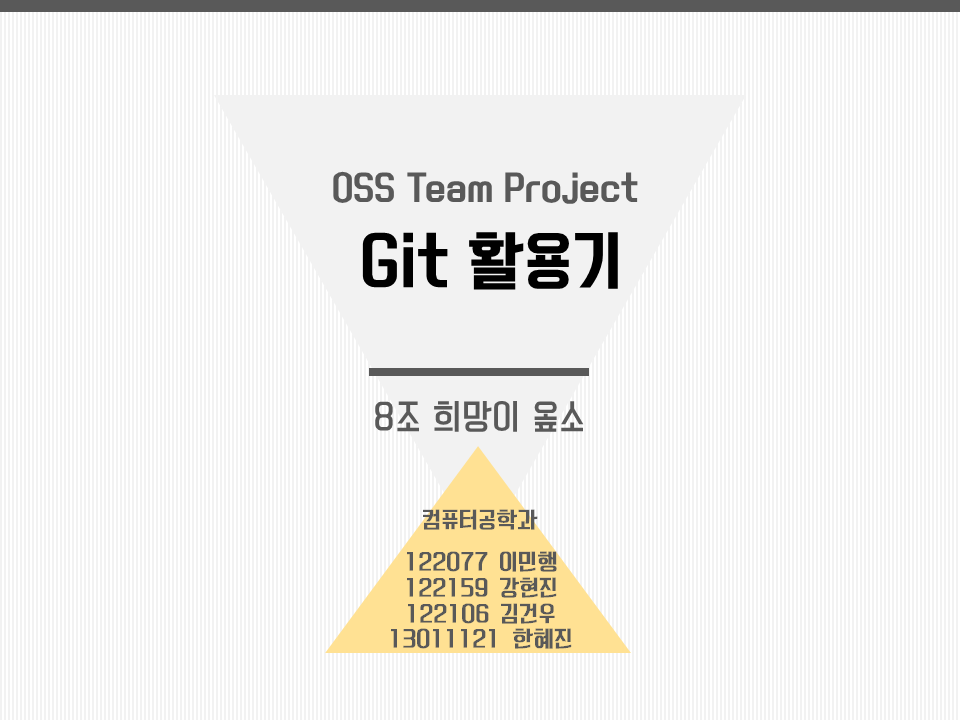 OSS Team Project
Git 활용기
8조 희망이 옾소
컴퓨터공학과
122077 이민행
122159 강현진
122106 김건우
13011121 한혜진